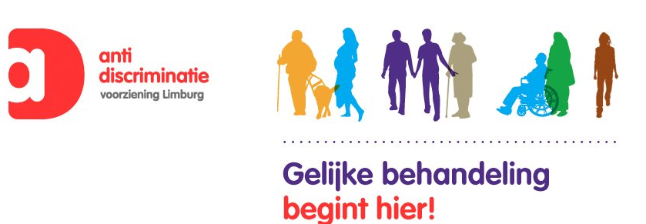 a
anti
discriminatie
voorziening Limburg
Gelijke behandeling
begint hier!